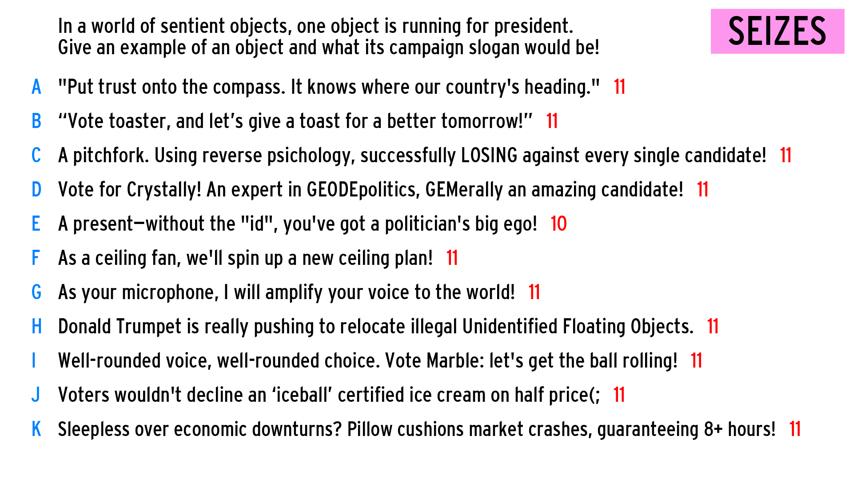 In a world of sentient objects, one object is running for president.
Give an example of an object and what its campaign slogan would be!
SEIZES
A "Put trust onto the compass. It knows where our country's heading." 11
B “Vote toaster, and let’s give a toast for a better tomorrow!” 11
C A pitchfork. Using reverse psichology, successfully LOSING against every single candidate! 11
D Vote for Crystally! An expert in GEODEpolitics, GEMerally an amazing candidate! 11
E A present—without the "id", you've got a politician's big ego! 10
F As a ceiling fan, we'll spin up a new ceiling plan! 11
G As your microphone, I will amplify your voice to the world! 11
H Donald Trumpet is really pushing to relocate illegal Unidentified Floating Objects. 11
I Well-rounded voice, well-rounded choice. Vote Marble: let's get the ball rolling! 11
J Voters wouldn't decline an ‘iceball’ certified ice cream on half price(; 11
K Sleepless over economic downturns? Pillow cushions market crashes, guaranteeing 8+ hours! 11